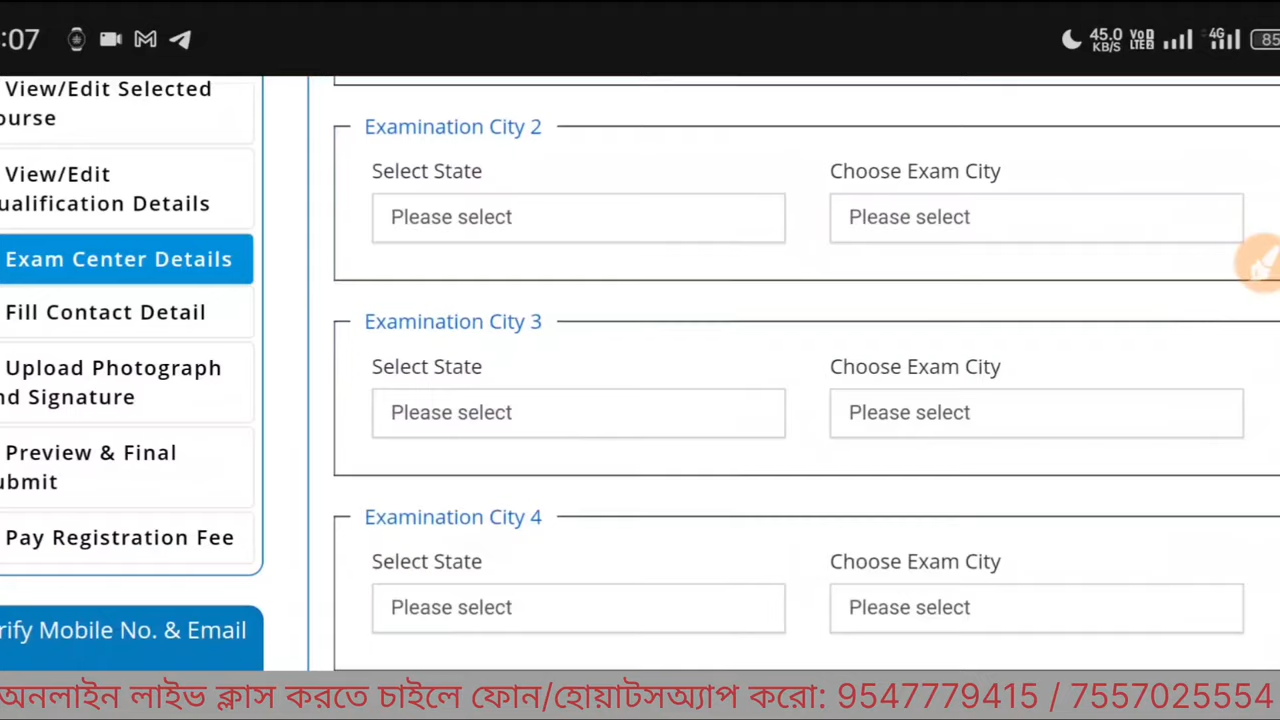 :07
45.0 KB/S
VoD LTE
4G
85
View/Edit Selected
ourse
View/Edit
ualification Details
Exam Center Details
Fill Contact Detail
Upload Photograph
nd Signature
Preview & Final
ubmit
Pay Registration Fee
rify Mobile No. & Email
Examination City 2
Select State
Choose Exam City
Please select
Please select
Examination City 3
Select State
Choose Exam City
Please select
Please select
Examination City 4
Select State
Choose Exam City
Please select
Please select
অনলাইন লাইভ ক্লাস করতে চাইলে ফোন/হোয়াটসঅ্যাপ করো: 9547779415 / 7557025554